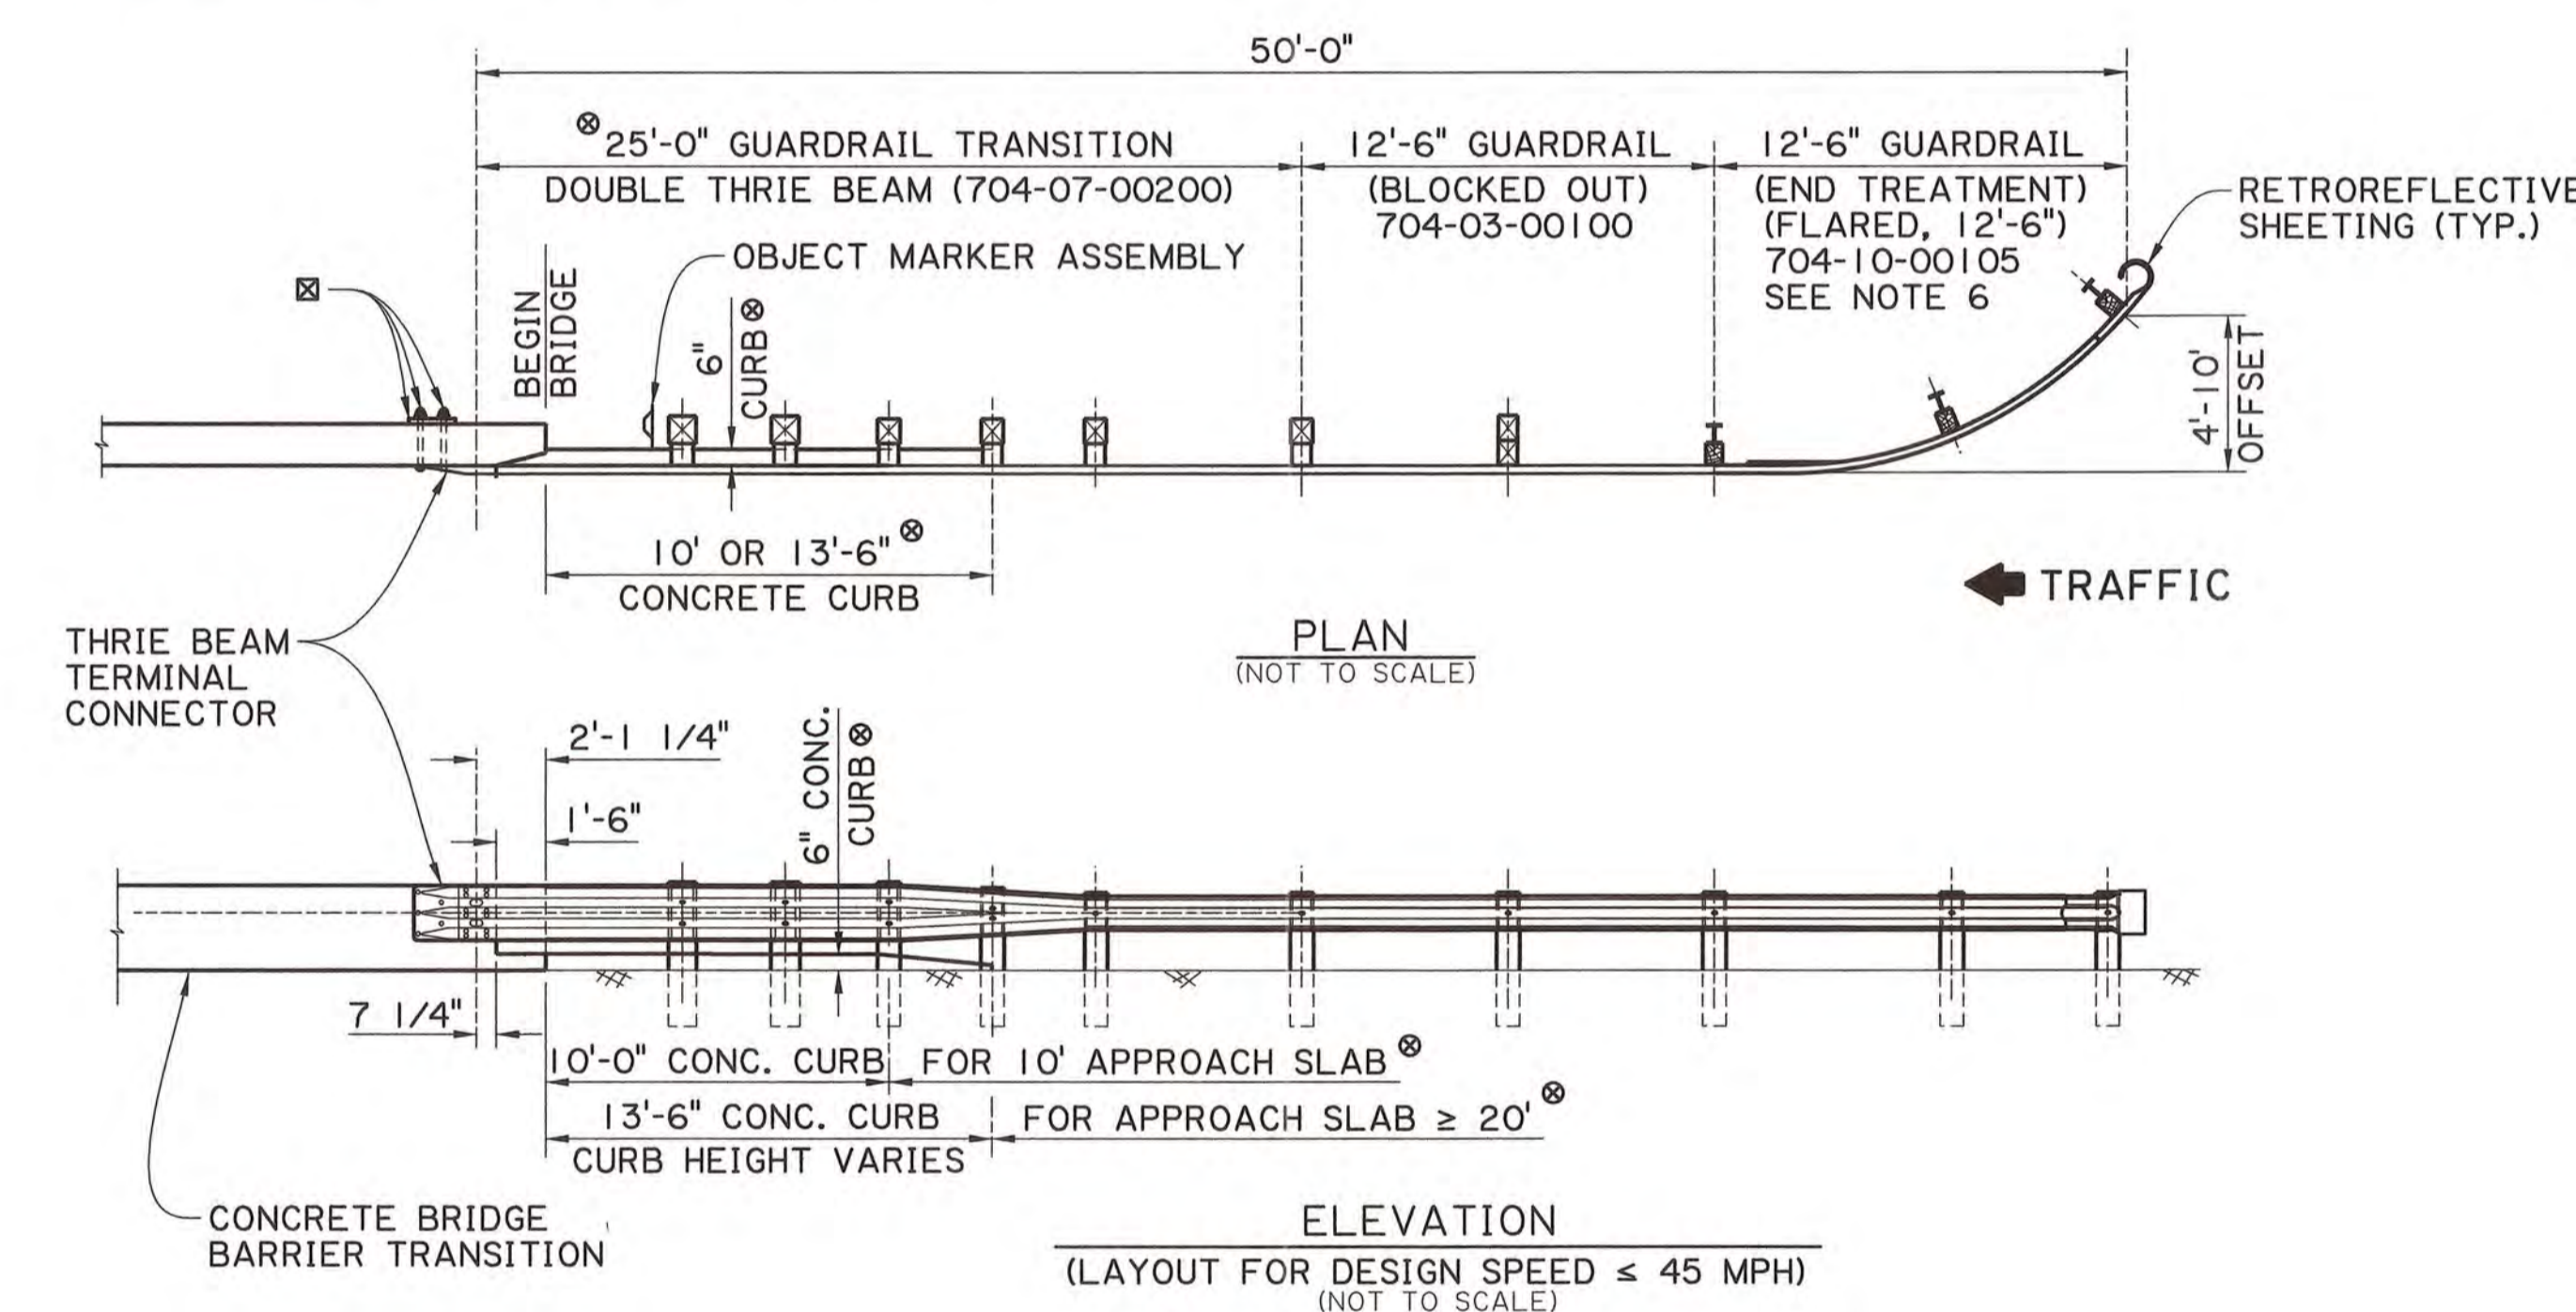 50'-0"
⊗ 25'-0" GUARDRAIL TRANSITION
DOUBLE THRIE BEAM (704-07-00200)
12'-6" GUARDRAIL
(BLOCKED OUT)
704-03-00100
12'-6" GUARDRAIL
(END TREATMENT)
(FLARED, 12'-6")
704-10-00105
SEE NOTE 6
RETROREFLECTIVE
SHEETING (TYP.)
OBJECT MARKER ASSEMBLY
BEGIN
BRIDGE
6"
CURB ⊗
4'-10'
OFFSET
10' OR 13'-6" ⊗
CONCRETE CURB
TRAFFIC
THRIE BEAM
TERMINAL
CONNECTOR
PLAN
(NOT TO SCALE)
2'-1 1/4"
1'-6"
6" CONC.
CURB ⊗
7 1/4"
10'-0" CONC. CURB
FOR 10' APPROACH SLAB ⊗
13'-6" CONC. CURB
FOR APPROACH SLAB ≥ 20' ⊗
CURB HEIGHT VARIES
CONCRETE BRIDGE
BARRIER TRANSITION
ELEVATION
(LAYOUT FOR DESIGN SPEED ≤ 45 MPH)
(NOT TO SCALE)